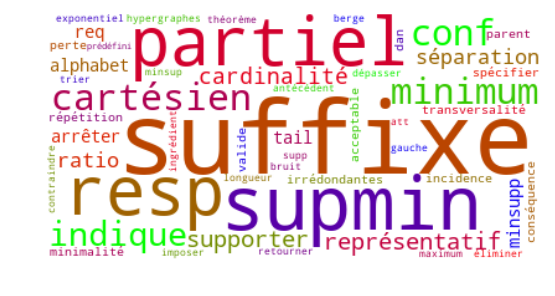 exponentiel hypergraphes théorème berge
req partiel dan conf parent
perte prédéfini séparation
alphabet trier minsup cardinalité dépasser spécifier
cartésien antécédent minimum
répétition ingrédient suffixe acceptable att transversalité
arrêter valide tail gauche
ratio supp bruit
contraindre resp longueur irrédondantes incidence conséquence
supmin minsupp
indique supporter représentatif
minimalité imposer retourner maximum éliminer